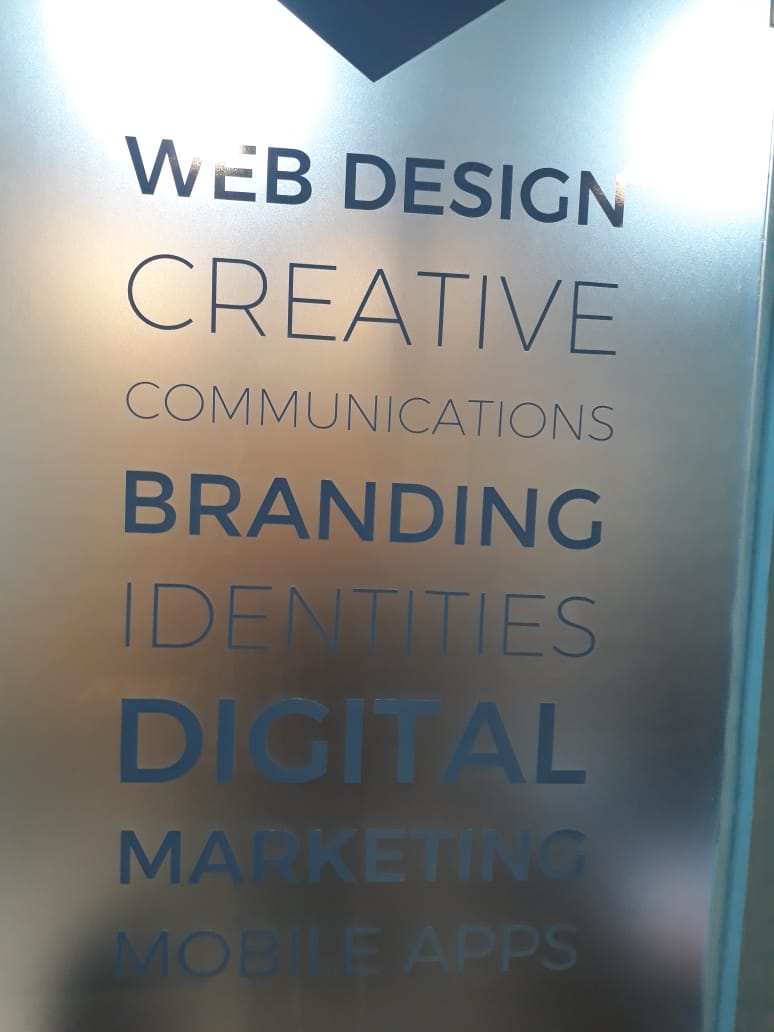 WEB DESIGN
CREATIVE
COMMUNICATIONS
BRANDING
IDENTITIES
DIGITAL
MARKETING
MOBILE APPS